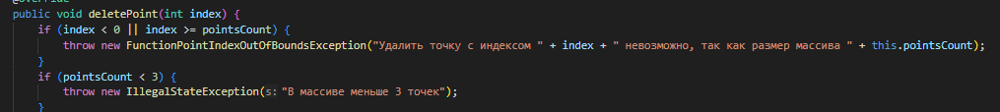 @Override
public void deletePoint(int index) {
if (index < 0 || index >= pointsCount) {
throw new FunctionPointIndexOutOfBoundsException("Удалить точку с индексом " + index + " невозможно, так как размер массива " + this.pointsCount);
}
if (pointsCount < 3) {
throw new IllegalStateException(s: "В массиве меньше 3 точек");
}